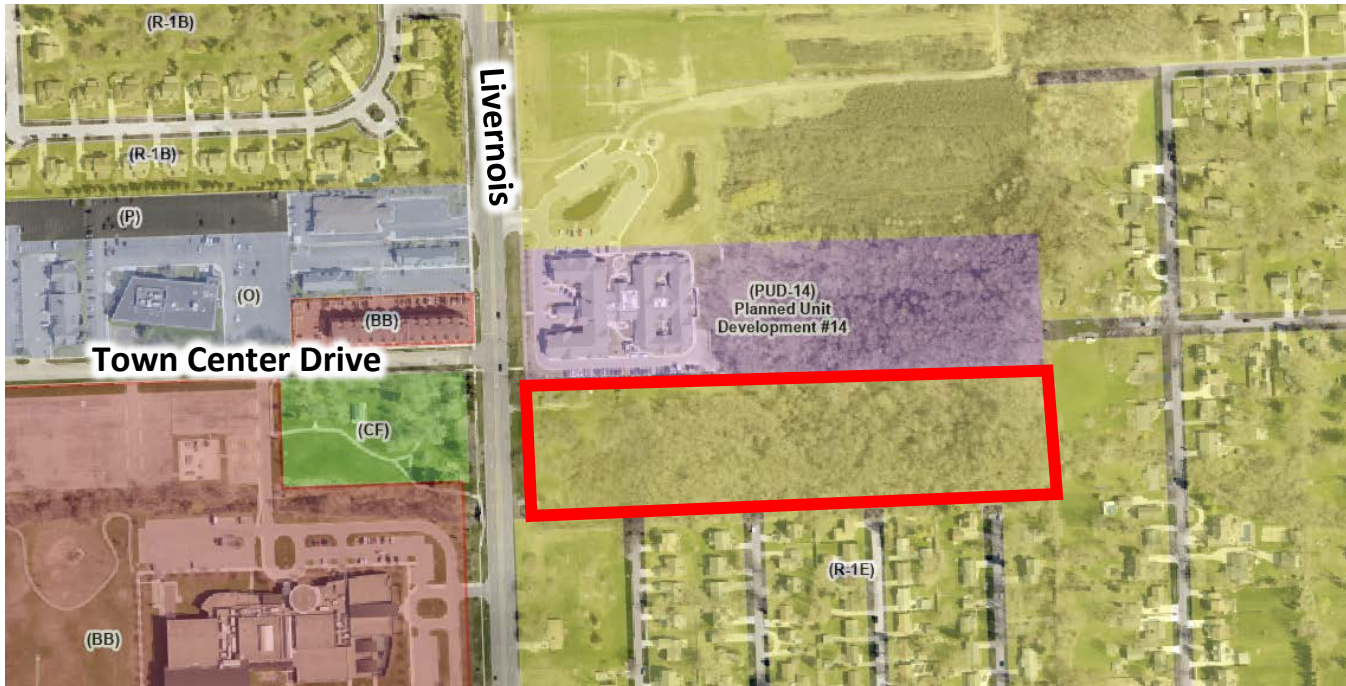 (R-1B)
Livernois
(R-1B)
(P)
(O)
(BB)
(PUD-14)
Planned Unit
Development #14
Town Center Drive
(CF)
(R-1E)
(BB)